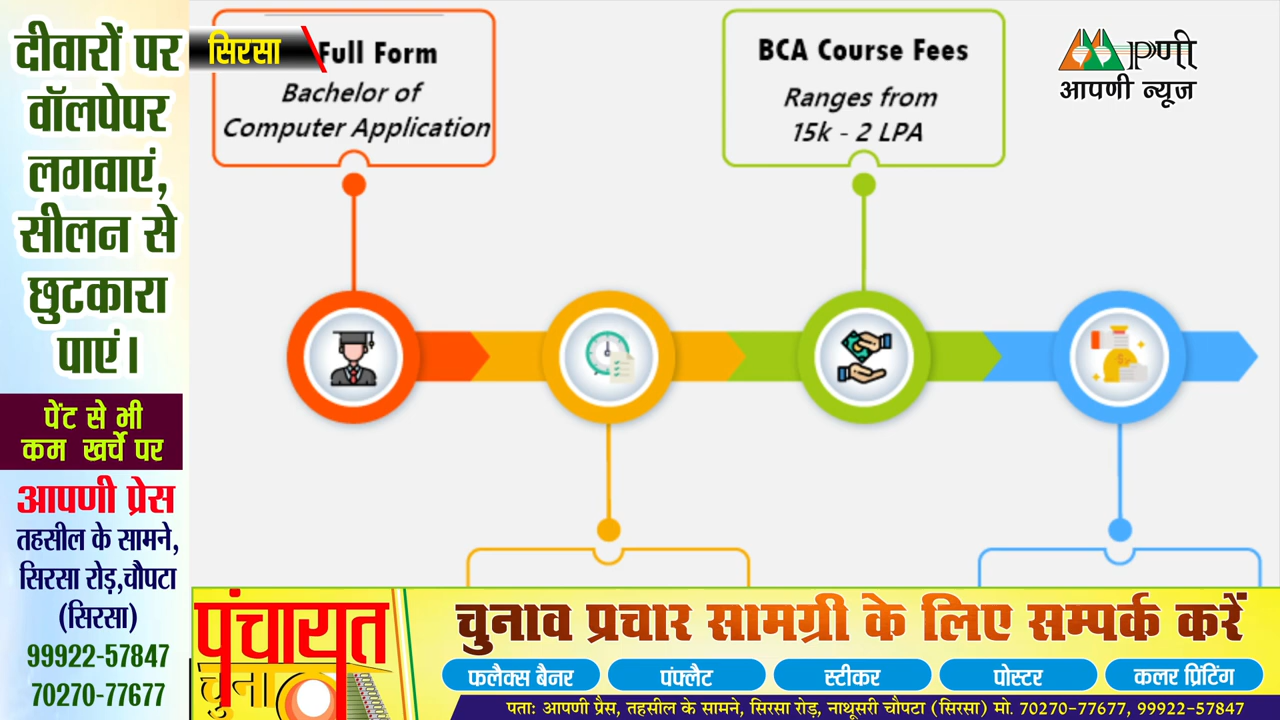 दीवारों पर
वॉलपेपर
लगवाएं,
सीलन से
छुटकारा
पाएं।
पेंट से भी
कम खर्चे पर
आपणी प्रेस
तहसील के सामने,
सिरसा रोड़,चौपटा
(सिरसा)
99922-57847
70270-77677
सिरसा
Full Form
Bachelor of
Computer Application
BCA Course Fees
Ranges from
15k - 2 LPA
आपणी न्यूज
पंचायत
चुनाव
चुनाव प्रचार सामग्री के लिए सम्पर्क करें
फलैक्स बैनर
पंफ्लैट
स्टीकर
पोस्टर
कलर प्रिंटिंग
पताः आपणी प्रैस, तहसील के सामने, सिरसा रोड़, नाथूसरी चौपटा (सिरसा) मो. 70270-77677, 99922-57847